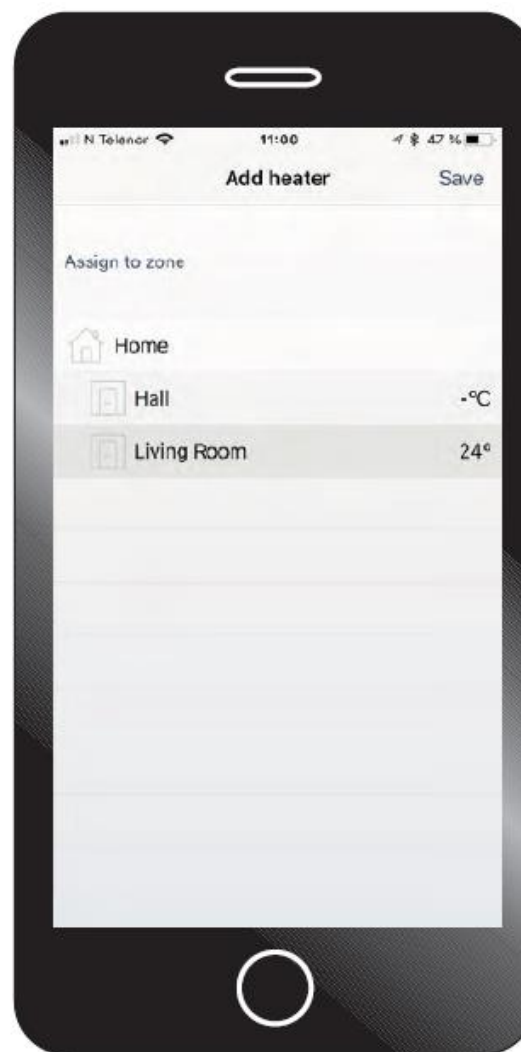 N Telenor 11:00 47 %
Add heater Save
Assign to zone
Home
Hall -°C
Living Room 24°